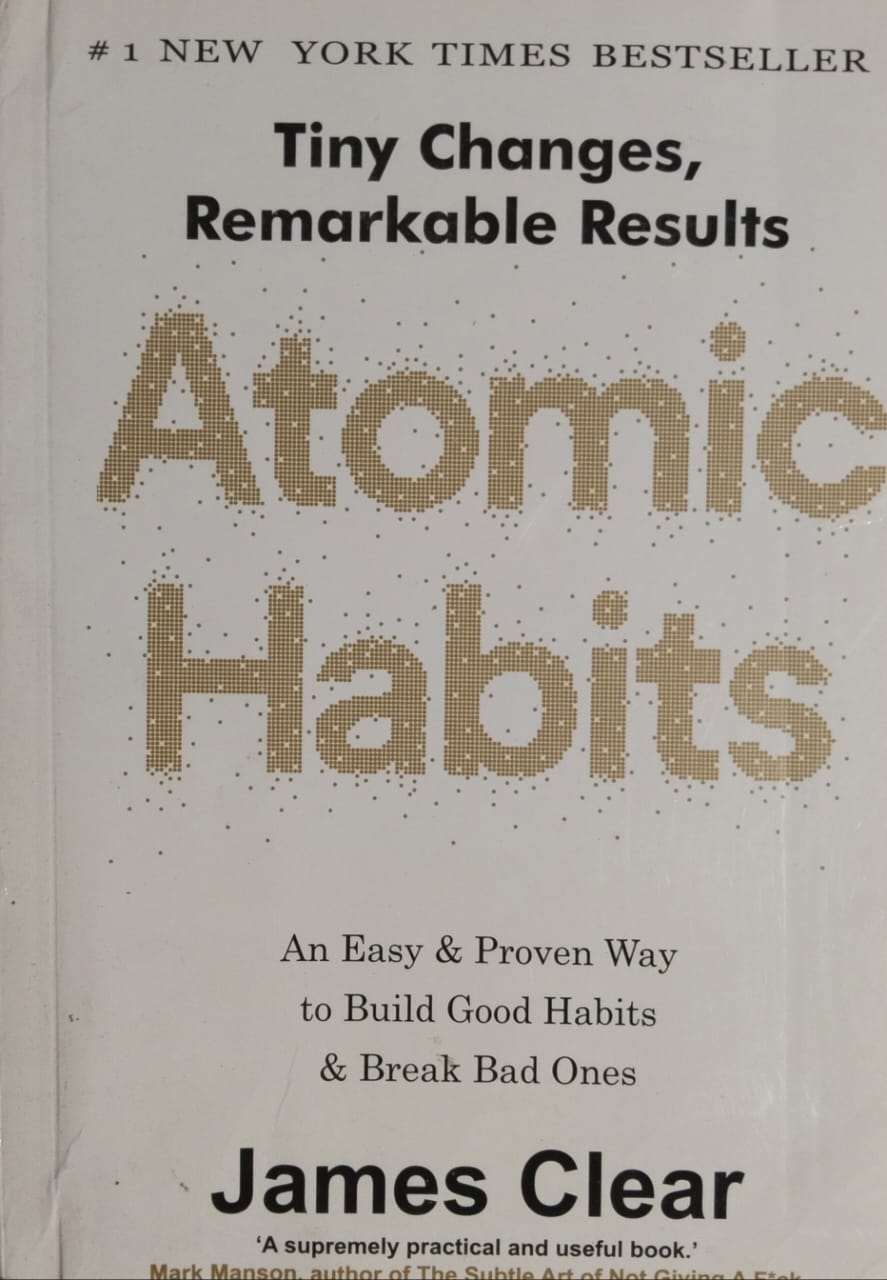 # 1 NEW YORK TIMES BESTSELLER
Tiny Changes,
Remarkable Results
Atomic
Habits
An Easy & Proven Way
to Build Good Habits
& Break Bad Ones
James Clear
‘A supremely practical and useful book.’
Mark Manson, author of The Subtle Art of Not Giving A F*ck